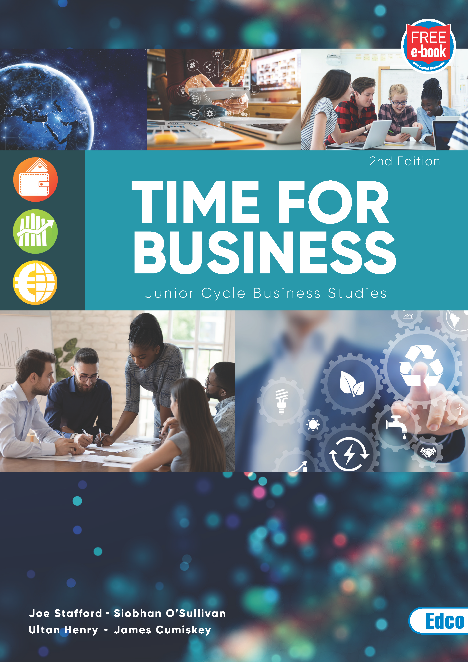 FREE
e-book
2nd Edition
TIME FOR
BUSINESS
Junior Cycle Business Studies
Joe Stafford • Siobhan O'Sullivan
Ultan Henry • James Cumiskey
Edco